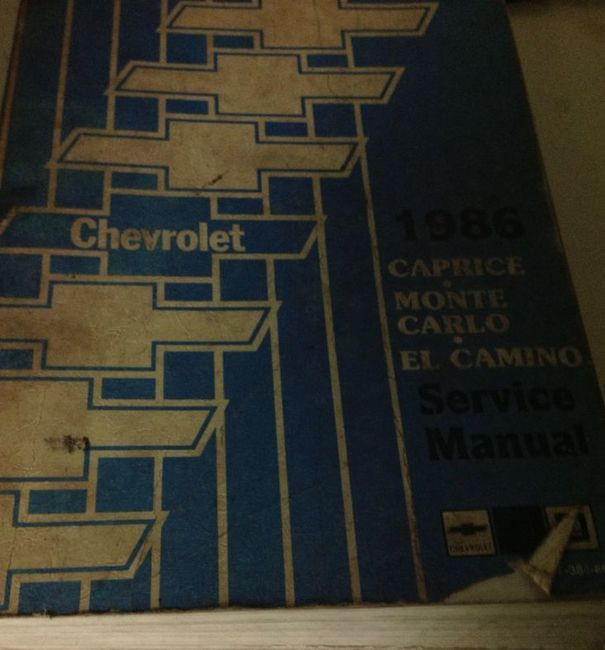 Chevrolet
1986
CAPRICE
•
MONTE
CARLO
•
EL CAMINO
Service
Manual
CHEVROLET